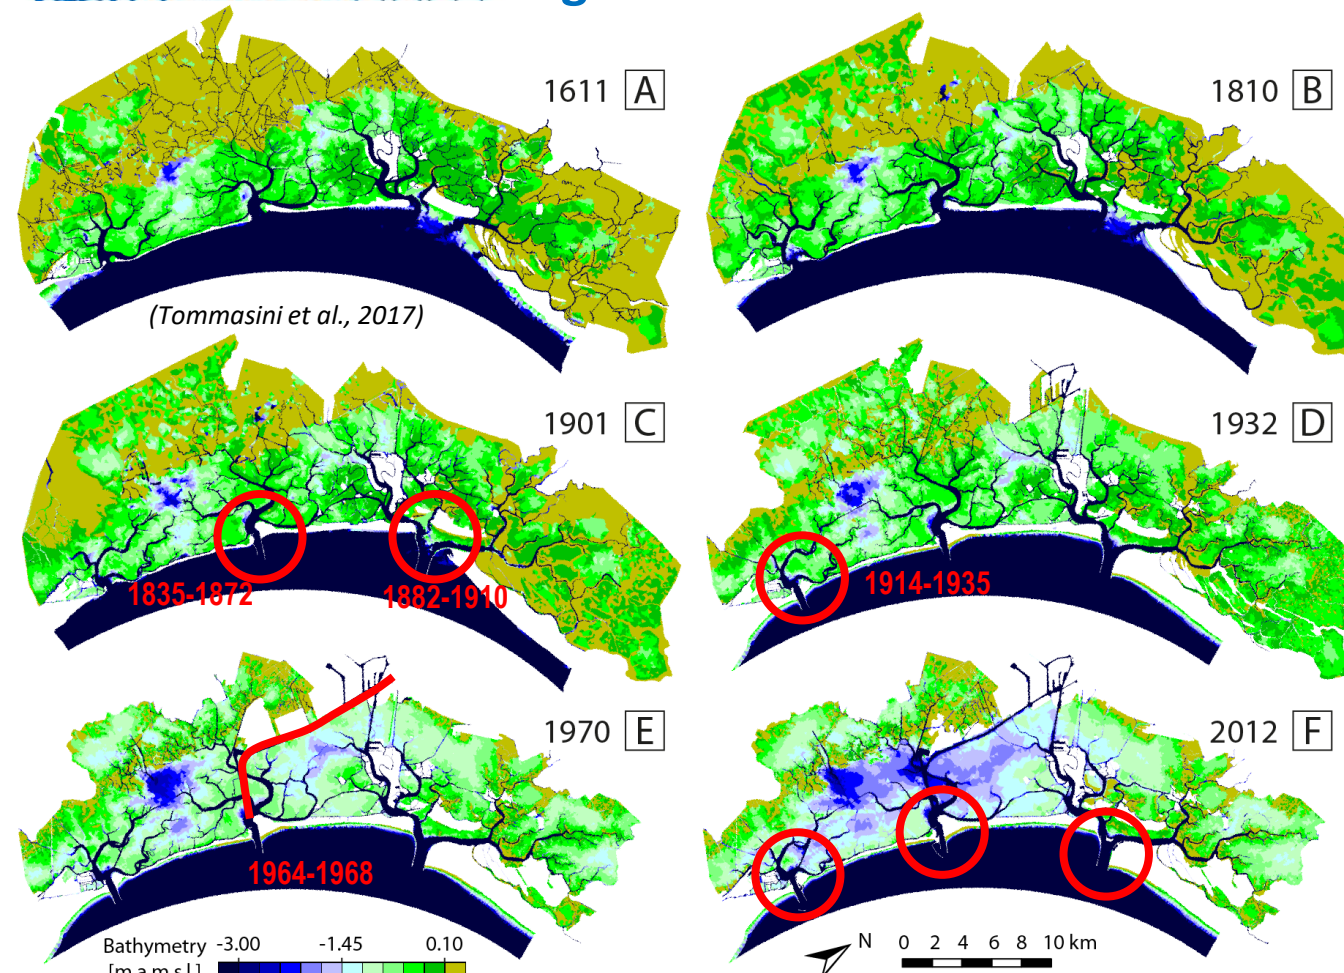 1611 A
1810 B
(Tommasini et al., 2017)
1901 C
1932 D
1835-1872
1882-1910
1914-1935
1970 E
2012 F
1964-1968
Bathymetry -3.00 -1.45 0.10
[m a m s l]
N 0 2 4 6 8 10 km